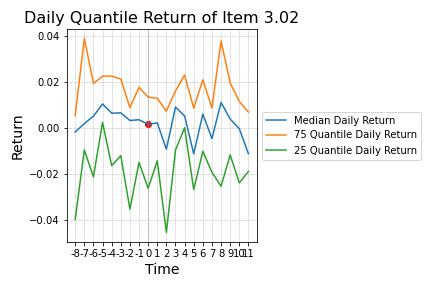 Daily Quantile Return of Item 3.02
0.04
0.02
0.00
−0.02
−0.04
Return
-8 -7 -6 -5 -4 -3 -2 -1 0 1 2 3 4 5 6 7 8 9 10 11
Time
Median Daily Return
75 Quantile Daily Return
25 Quantile Daily Return